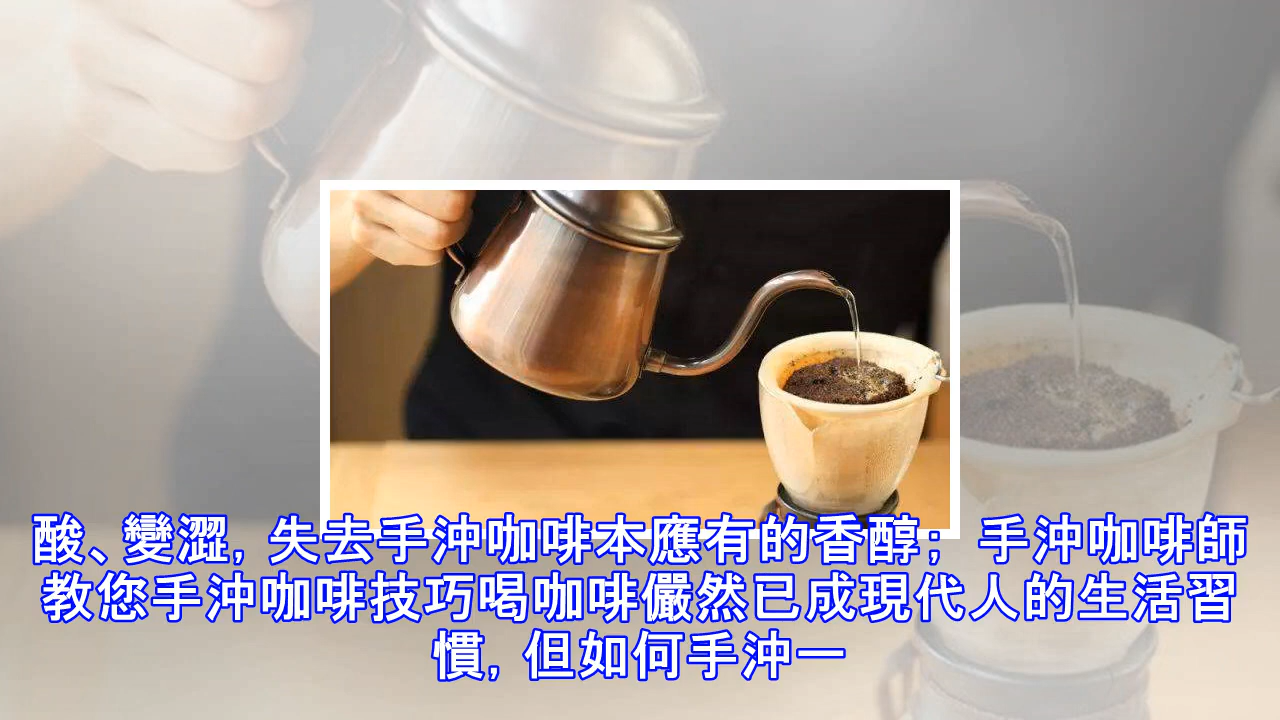 酸、變澀, 失去手沖咖啡本應有的香醇; 手沖咖啡師
教您手沖咖啡技巧喝咖啡儼然已成現代人的生活習
慣, 但如何手沖一